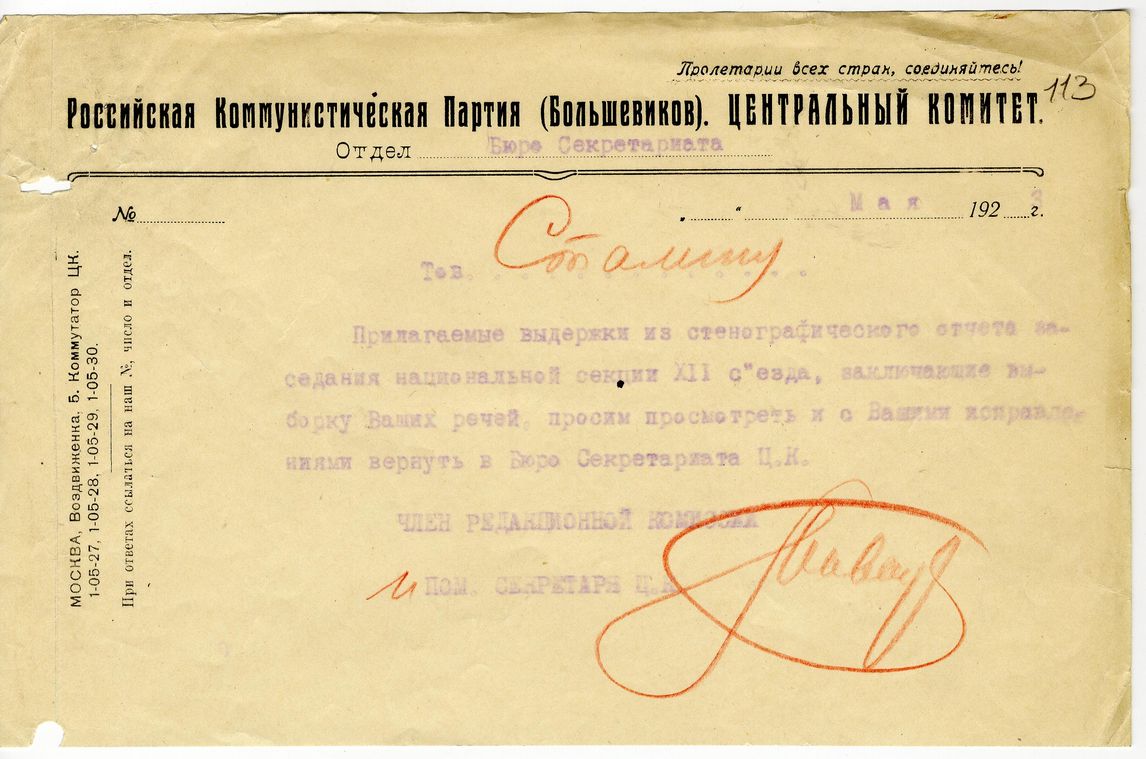 Пролетарии всех стран, соединяйтесь!
113
Российская Коммунистическая Партия (Большевиков). ЦЕНТРАЛЬНЫЙ КОМИТЕТ.
Отдел Бюро Секретариата
№ „ “ Мая 1923 г.
МОСКВА, Воздвиженка, 5. Коммутатор ЦК.
1-05-27, 1-05-28, 1-05-29, 1-05-30.
При ответах ссылаться на наш №, число и отдел.
Тов. Сталину
Прилагаемые выдержки из стенографического отчета за-
седания национальной секции XII с"езда, заключающие вы-
борку Ваших речей, просим просмотреть и с Вашими исправле-
ниями вернуть в Бюро Секретариата Ц.К.
ЧЛЕН РЕДАКЦИОННОЙ КОМИССИИ
и ПОМ. СЕКРЕТАРЯ Ц.К.